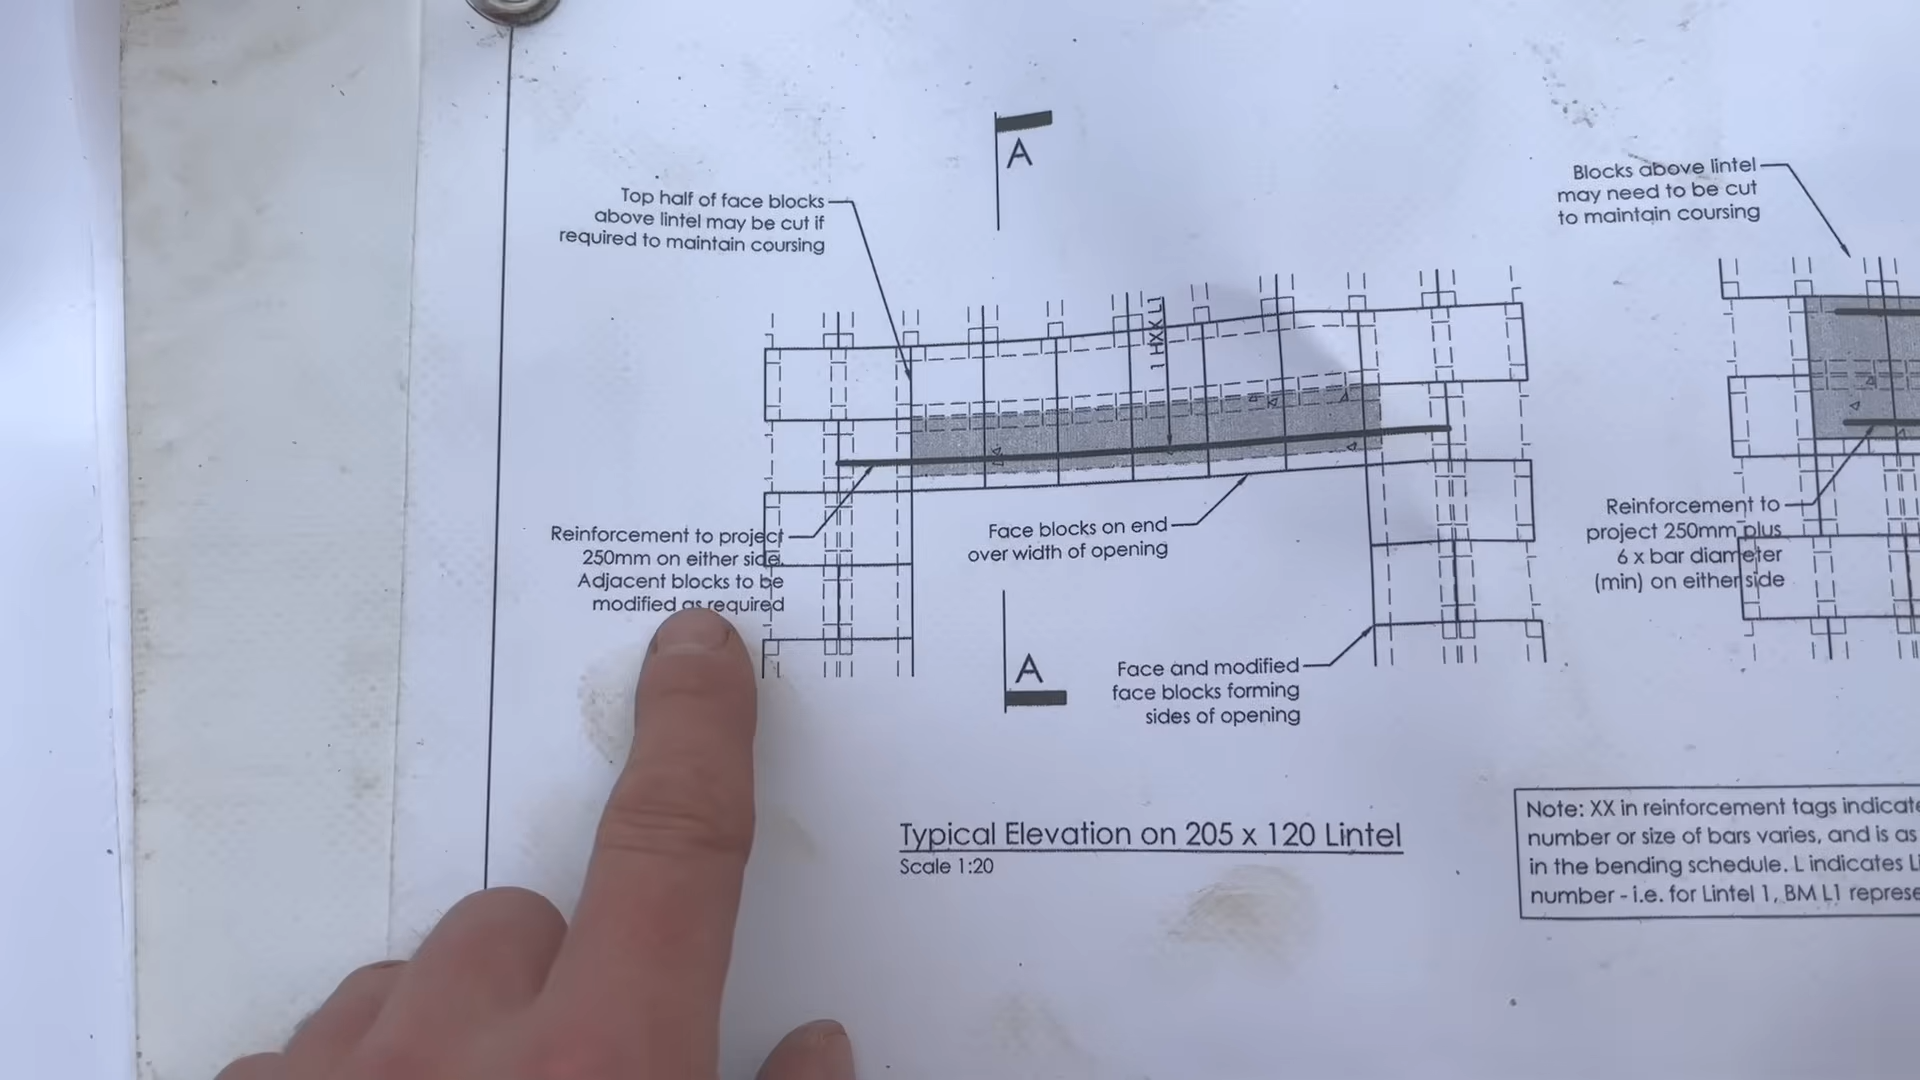 A
Top half of face blocks
above lintel may be cut if
required to maintain coursing
Blocks above lintel
may need to be cut
to maintain coursing
1 HXX L1
Reinforcement to project
250mm on either side.
Adjacent blocks to be
modified as required
Face blocks on end
over width of opening
Reinforcement to
project 250mm plus
6 x bar diameter
(min) on either side
A
Face and modified
face blocks forming
sides of opening
Typical Elevation on 205 x 120 Lintel
Scale 1:20
Note: XX in reinforcement tags indicate
number or size of bars varies, and is as
in the bending schedule. L indicates Li
number - i.e. for Lintel 1, BM L1 represe